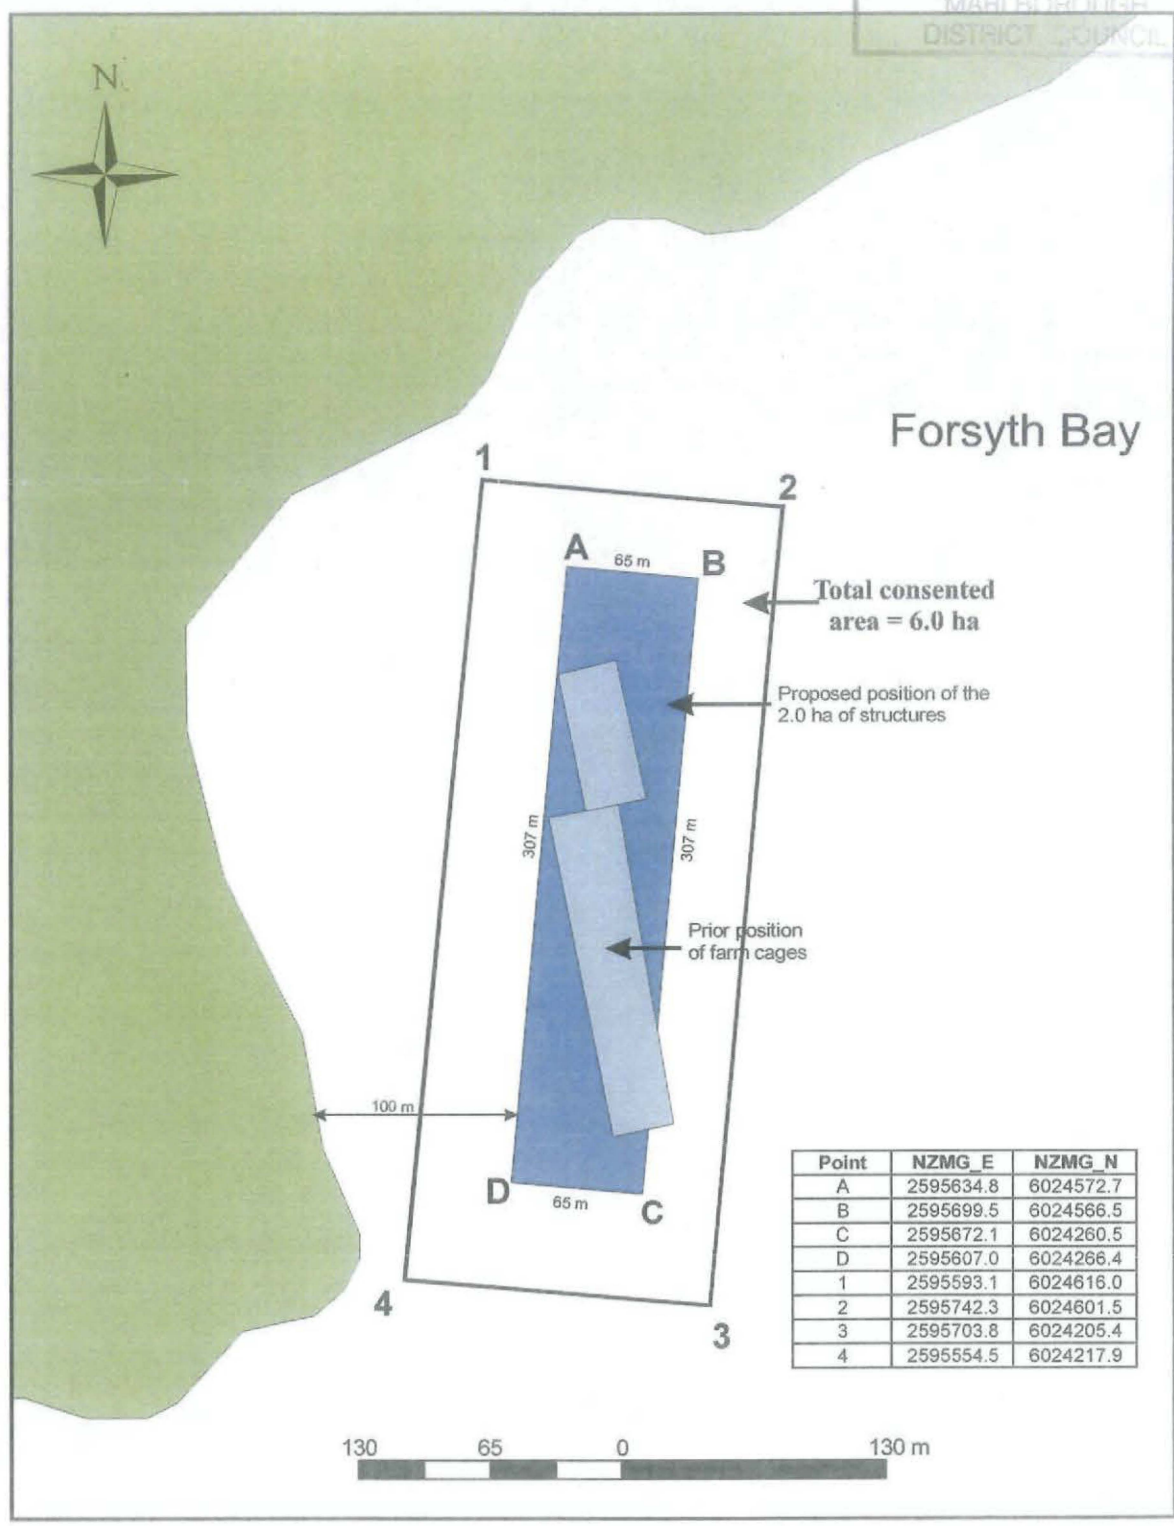 MARLBOROUGH
DISTRICT COUNCIL
N
Forsyth Bay
1
2
A
65 m
B
Total consented
area = 6.0 ha
Proposed position of the
2.0 ha of structures
307 m
307 m
Prior position
of farm cages
100 m
D
65 m
C
4
3
Point NZMG_E NZMG_N
A 2595634.8 6024572.7
B 2595699.5 6024566.5
C 2595672.1 6024260.5
D 2595607.0 6024266.4
1 2595593.1 6024616.0
2 2595742.3 6024601.5
3 2595703.8 6024205.4
4 2595554.5 6024217.9
130 65 0 130 m